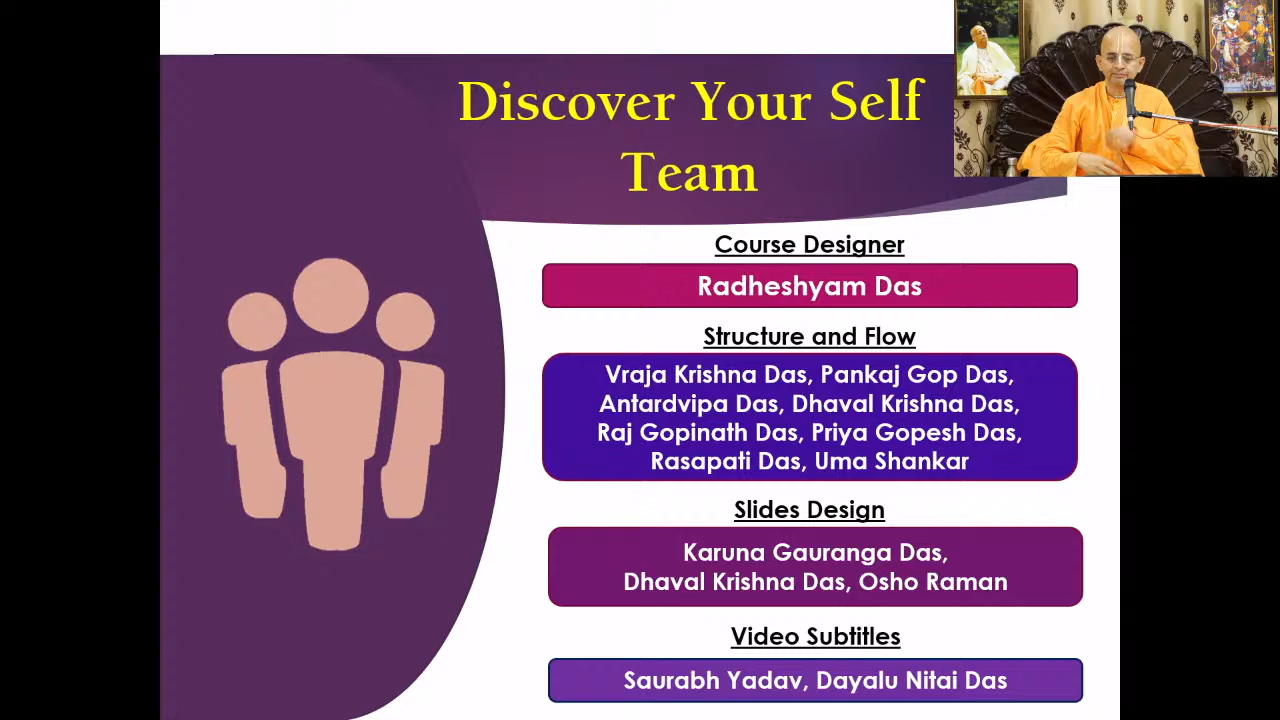 Discover Your Self
Team
Course Designer
Radheshyam Das
Structure and Flow
Vraja Krishna Das, Pankaj Gop Das,
Antardvipa Das, Dhaval Krishna Das,
Raj Gopinath Das, Priya Gopesh Das,
Rasapati Das, Uma Shankar
Slides Design
Karuna Gauranga Das,
Dhaval Krishna Das, Osho Raman
Video Subtitles
Saurabh Yadav, Dayalu Nitai Das